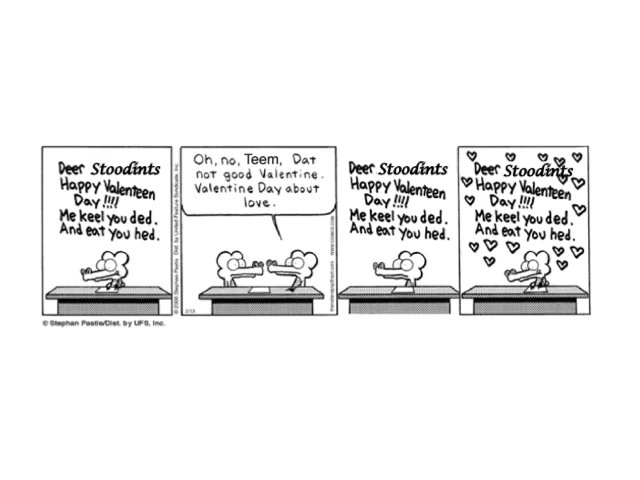 Deer Stoodints
Happy Valenteen
Day!!!!
Me keel you ded.
And eat you hed.
Oh, no, Teem, Dat
not good Valentine.
Valentine Day about
love.
Deer Stoodints
Happy Valenteen
Day!!!!
Me keel you ded.
And eat you hed.
Deer Stoodints
Happy Valenteen
Day!!!!
Me keel you ded.
And eat you hed.
© Stephan Pastis/Dist. by UFS, Inc.